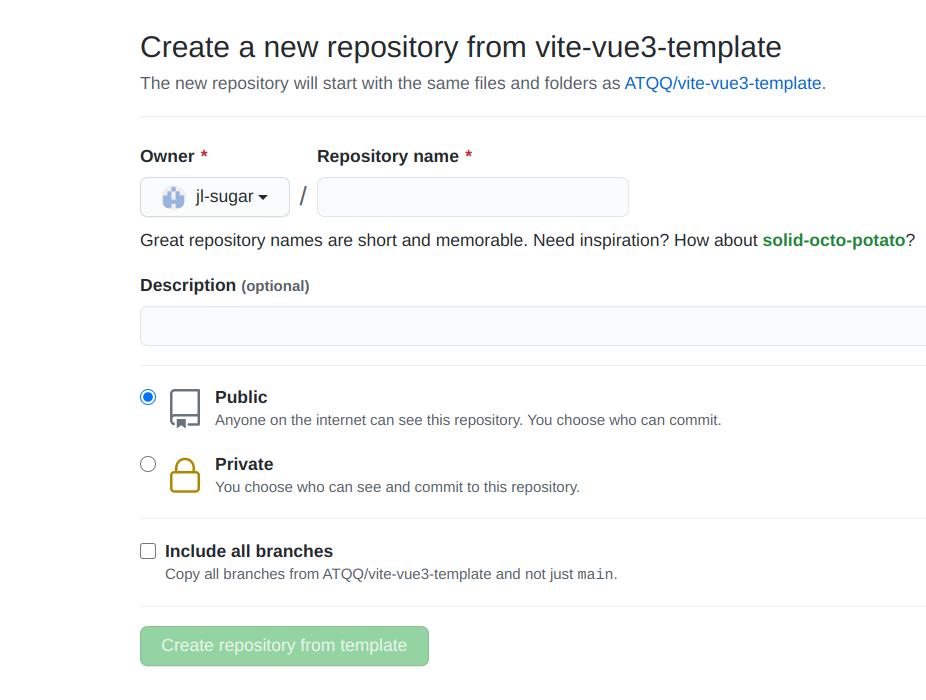 Create a new repository from vite-vue3-template
The new repository will start with the same files and folders as ATQQ/vite-vue3-template.
Owner * Repository name *
jl-sugar /
Great repository names are short and memorable. Need inspiration? How about solid-octo-potato?
Description (optional)
Public
Anyone on the internet can see this repository. You choose who can commit.
Private
You choose who can see and commit to this repository.
Include all branches
Copy all branches from ATQQ/vite-vue3-template and not just main.
Create repository from template